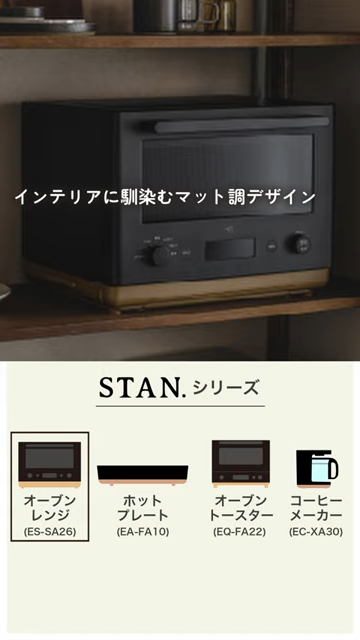 インテリアに馴染むマット調デザイン
STAN.シリーズ
オーブン
レンジ
(ES-SA26)
ホット
プレート
(EA-FA10)
オーブン
トースター
(EQ-FA22)
コーヒー
メーカー
(EC-XA30)